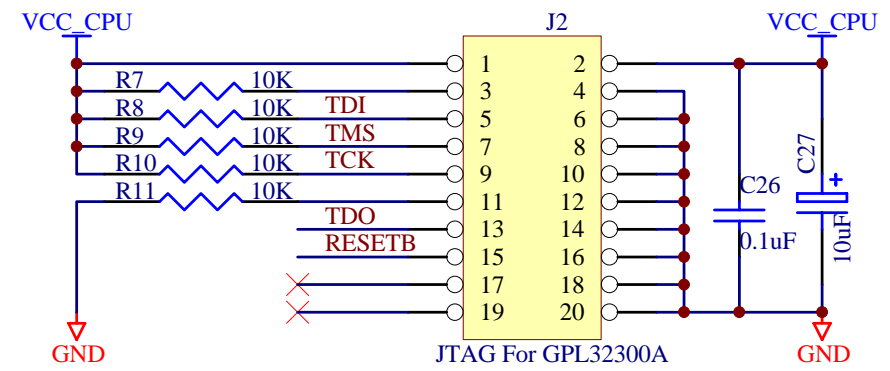 VCC_CPU J2 VCC_CPU
1 2
R7 10K 3 4
R8 10K TDI 5 6
R9 10K TMS 7 8
R10 10K TCK 9 10
R11 10K 11 12
TDO 13 14
RESETB 15 16
17 18
19 20
C26
0.1uF
C27
+
10uF
GND JTAG For GPL32300A GND